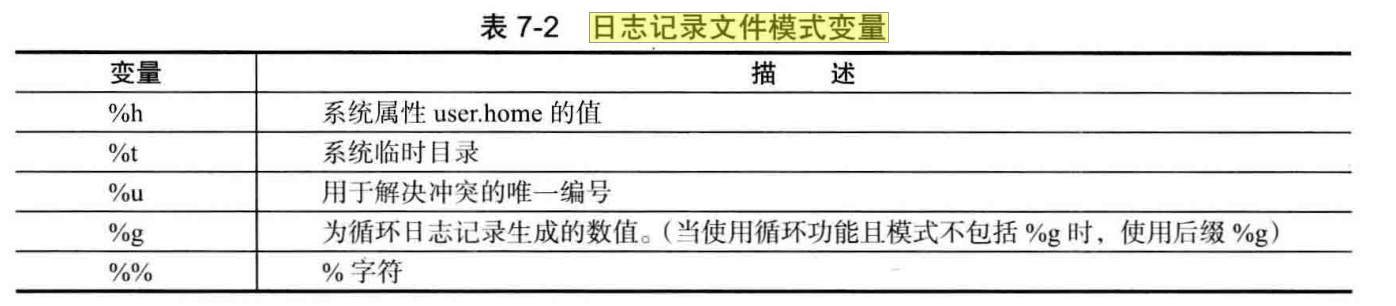 表 7-2 日志记录文件模式变量
变量 描 述
%h 系统属性 user.home 的值
%t 系统临时目录
%u 用于解决冲突的唯一编号
%g 为循环日志记录生成的数值。（当使用循环功能且模式不包括 %g 时，使用后缀 %g）
%% % 字符